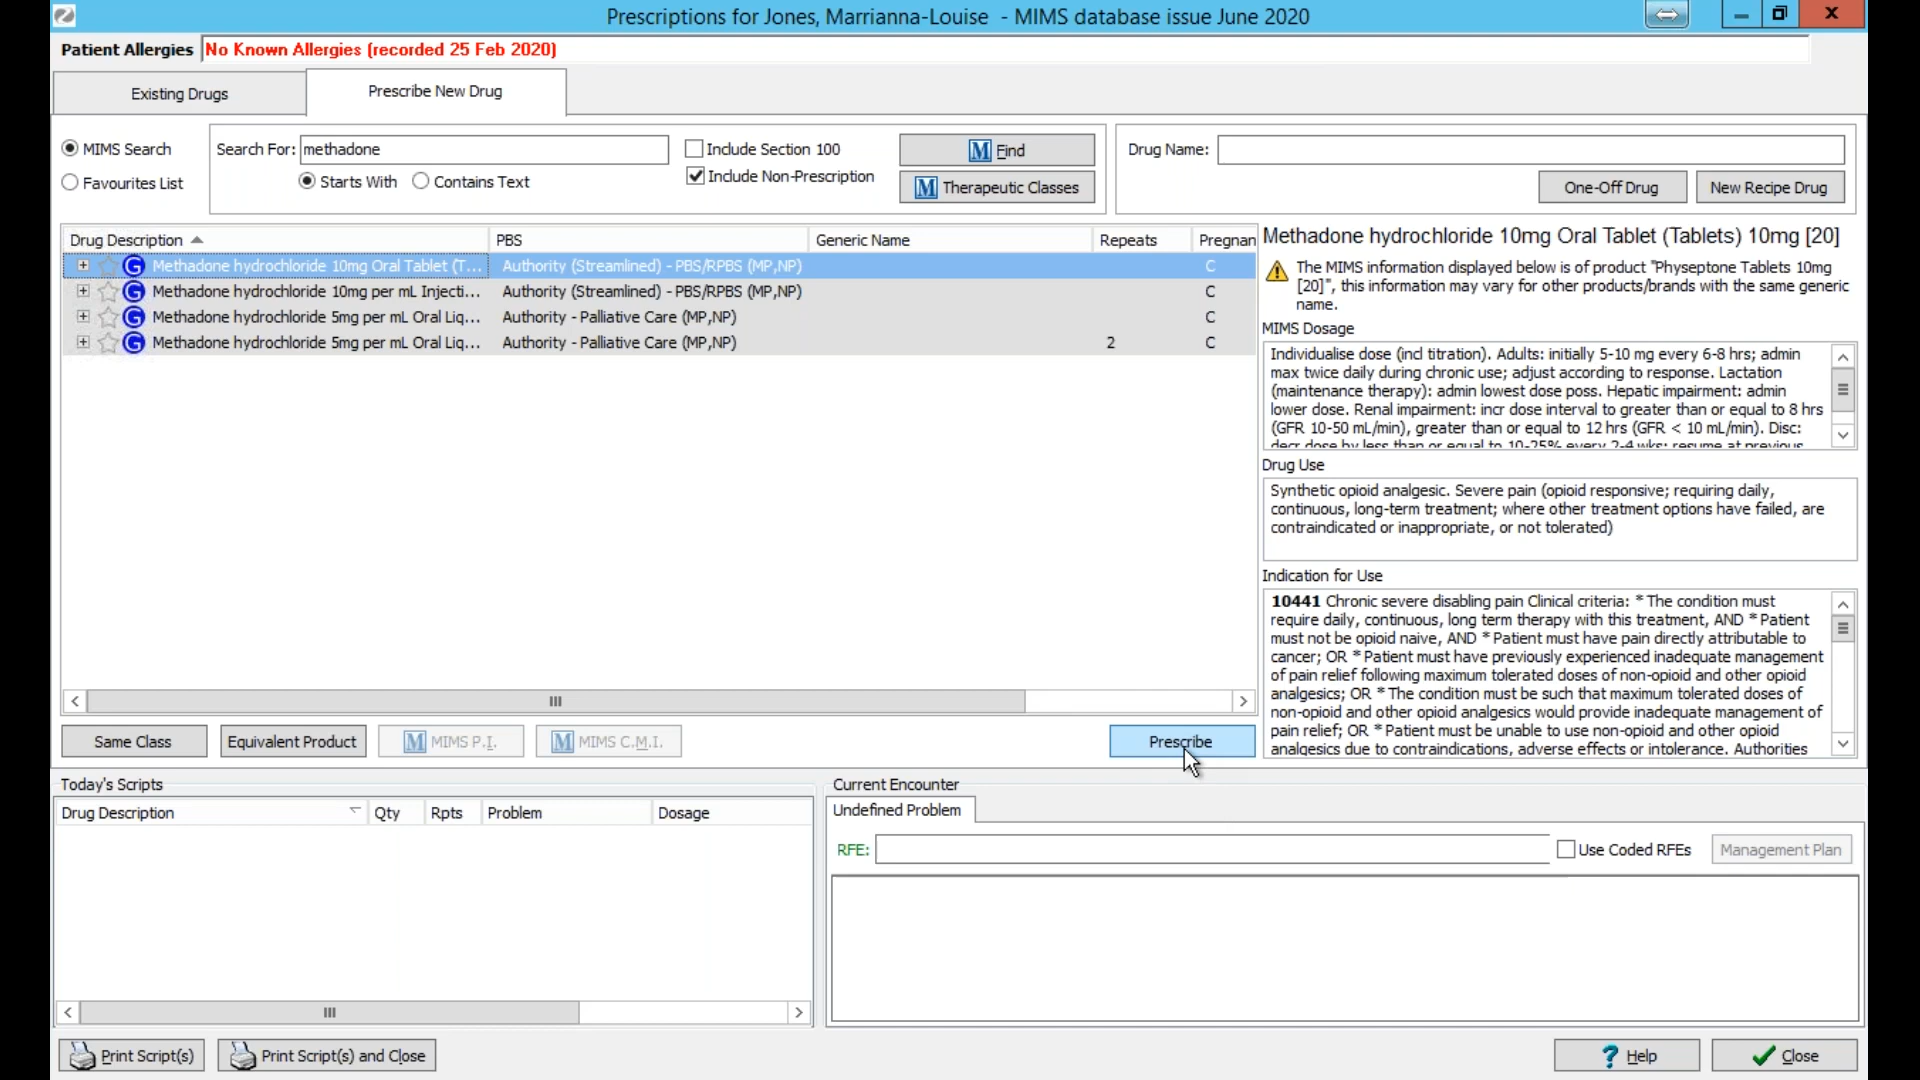 Prescriptions for Jones, Marrianna-Louise - MIMS database issue June 2020
Patient Allergies No Known Allergies (recorded 25 Feb 2020)
Existing Drugs Prescribe New Drug
MIMS Search
Favourites List
Search For: methadone
Starts With Contains Text
Include Section 100
Include Non-Prescription
M Find
M Therapeutic Classes
Drug Name:
One-Off Drug New Recipe Drug
Drug Description PBS Generic Name Repeats Pregnan
G Methadone hydrochloride 10mg Oral Tablet (T... Authority (Streamlined) - PBS/RPBS (MP,NP) C
G Methadone hydrochloride 10mg per mL Injecti... Authority (Streamlined) - PBS/RPBS (MP,NP) C
G Methadone hydrochloride 5mg per mL Oral Liq... Authority - Palliative Care (MP,NP) C
G Methadone hydrochloride 5mg per mL Oral Liq... Authority - Palliative Care (MP,NP) 2 C
Methadone hydrochloride 10mg Oral Tablet (Tablets) 10mg [20]
The MIMS information displayed below is of product "Physeptone Tablets 10mg
[20]", this information may vary for other products/brands with the same generic
name.
MIMS Dosage
Individualise dose (incl titration). Adults: initially 5-10 mg every 6-8 hrs; admin
max twice daily during chronic use; adjust according to response. Lactation
(maintenance therapy): admin lowest dose poss. Hepatic impairment: admin
lower dose. Renal impairment: incr dose interval to greater than or equal to 8 hrs
(GFR 10-50 mL/min), greater than or equal to 12 hrs (GFR < 10 mL/min). Disc:
decr dose by less than or equal to 10-25% every 2-4 wks; resume at previous
Drug Use
Synthetic opioid analgesic. Severe pain (opioid responsive; requiring daily,
continuous, long-term treatment; where other treatment options have failed, are
contraindicated or inappropriate, or not tolerated)
Indication for Use
10441 Chronic severe disabling pain Clinical criteria: * The condition must
require daily, continuous, long term therapy with this treatment, AND * Patient
must not be opioid naive, AND * Patient must have pain directly attributable to
cancer; OR * Patient must have previously experienced inadequate management
of pain relief following maximum tolerated doses of non-opioid and other opioid
analgesics; OR * The condition must be such that maximum tolerated doses of
non-opioid and other opioid analgesics would provide inadequate management of
pain relief; OR * Patient must be unable to use non-opioid and other opioid
analgesics due to contraindications, adverse effects or intolerance. Authorities
Same Class Equivalent Product M MIMS P.I. M MIMS C.M.I. Prescribe
Today's Scripts
Drug Description Qty Rpts Problem Dosage
Current Encounter
Undefined Problem
RFE: Use Coded RFEs Management Plan
Print Script(s) Print Script(s) and Close ? Help Close